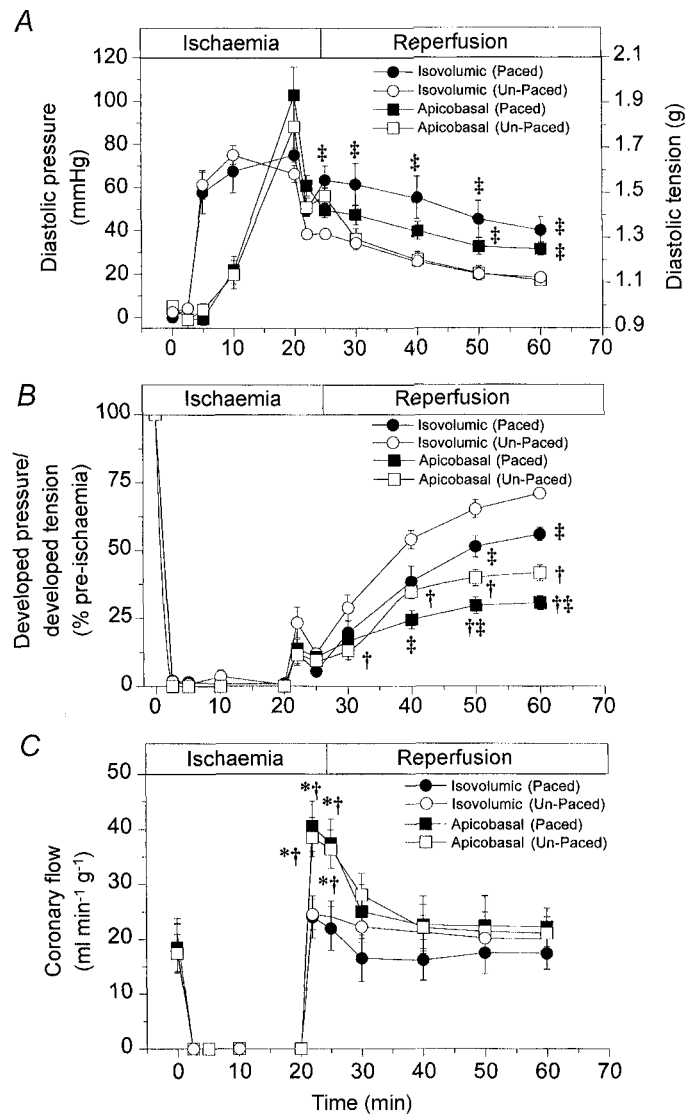 A
Ischaemia Reperfusion
Diastolic pressure
(mmHg)
Diastolic tension (g)
120
100
80
60
40
20
0
2.1
1.9
1.7
1.5
1.3
1.1
0.9
Isovolumic (Paced)
Isovolumic (Un-Paced)
Apicobasal (Paced)
Apicobasal (Un-Paced)
‡ ‡ ‡ ‡ ‡
‡ ‡
0 10 20 30 40 50 60 70
B
Ischaemia Reperfusion
Developed pressure/
developed tension
(% pre-ischaemia)
100
75
50
25
0
Isovolumic (Paced)
Isovolumic (Un-Paced)
Apicobasal (Paced)
Apicobasal (Un-Paced)
‡
‡
†
† †
†‡ †‡
‡
†
0 10 20 30 40 50 60 70
C
Ischaemia Reperfusion
Coronary flow
(ml min⁻¹ g⁻¹)
50
40
30
20
10
0
Isovolumic (Paced)
Isovolumic (Un-Paced)
Apicobasal (Paced)
Apicobasal (Un-Paced)
*† *†
*† *†
0 10 20 30 40 50 60 70
Time (min)